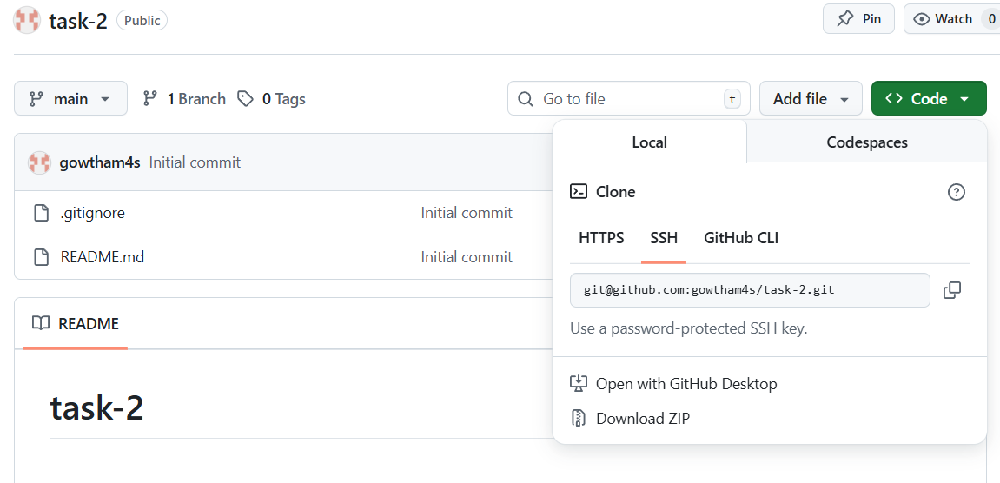 task-2 Public Pin Watch 0
main 1 Branch 0 Tags Go to file t Add file Code
Local Codespaces
gowtham4s Initial commit
Clone
.gitignore Initial commit
HTTPS SSH GitHub CLI
README.md Initial commit
git@github.com:gowtham4s/task-2.git
README
Use a password-protected SSH key.
Open with GitHub Desktop
task-2
Download ZIP